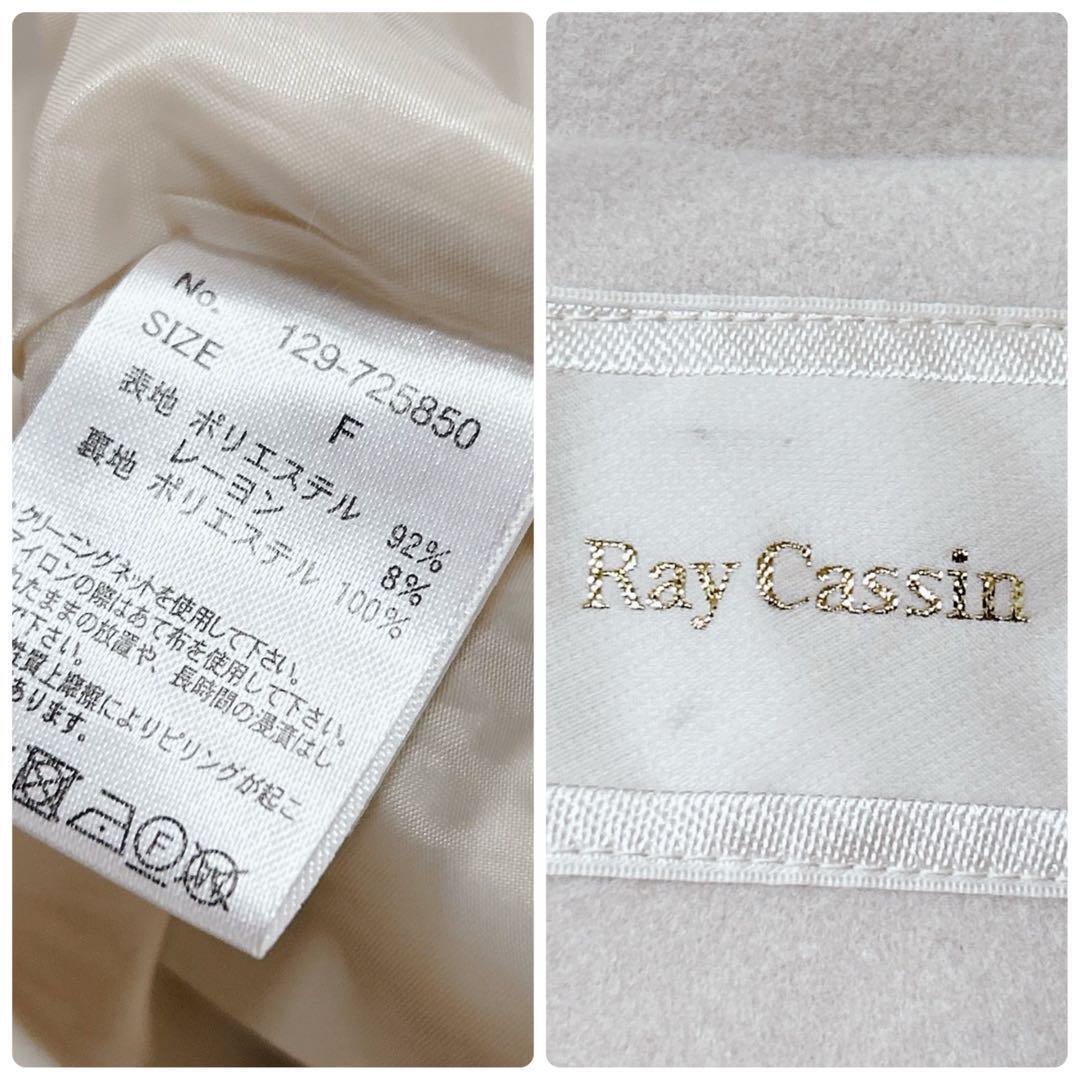 No. 129-725850
SIZE F
表地 ポリエステル 92%
レーヨン 8%
裏地 ポリエステル 100%
クリーニングネットを使用して下さい。
アイロンの際はあて布を使用して下さい。
れたままの放置や、長時間の浸漬はし
で下さい。
性質上摩擦によりピリングが起こ
あります。
F
W
Ray Cassin